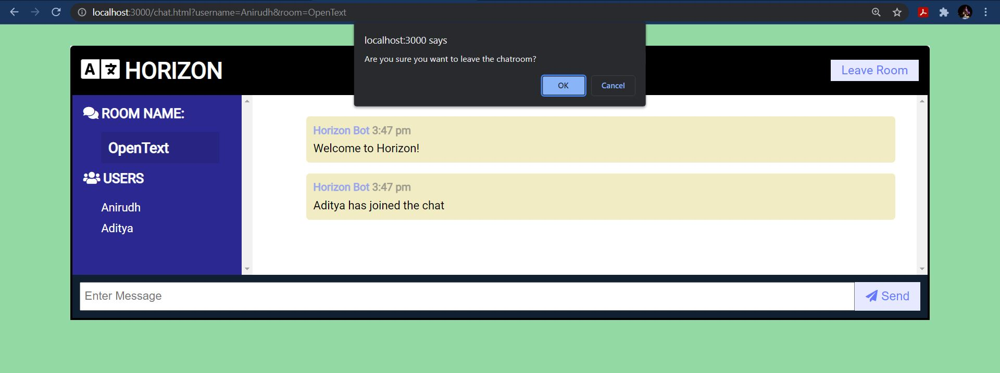 localhost:3000/chat.html?username=Anirudh&room=OpenText
localhost:3000 says
Are you sure you want to leave the chatroom?
OK
Cancel
A文 HORIZON
Leave Room
ROOM NAME:
OpenText
USERS
Anirudh
Aditya
Horizon Bot 3:47 pm
Welcome to Horizon!
Horizon Bot 3:47 pm
Aditya has joined the chat
Enter Message
Send